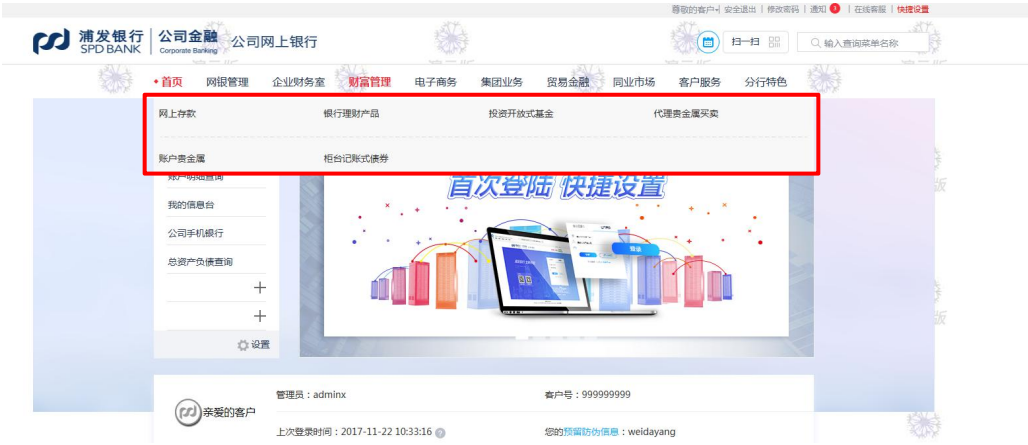 尊敬的客户 安全退出 | 修改密码 | 通知 3 | 在线客服 | 快捷设置
浦发银行 公司金融 公司网上银行 扫一扫 输入查询菜单名称
SPD BANK Corporate Banking
首页 网银管理 企业财务室 财富管理 电子商务 集团业务 贸易金融 同业市场 客户服务 分行特色
网上存款 银行理财产品 投资开放式基金 代理贵金属买卖
账户贵金属 柜台记账式债券
账户明细查询
首次登陆 快捷设置
我的信息台
公司手机银行
登录
总资产负债查询
设置
管理员：adminx 客户号：999999999
亲爱的客户
上次登录时间：2017-11-22 10:33:16 您的预留防伪信息：weidayang